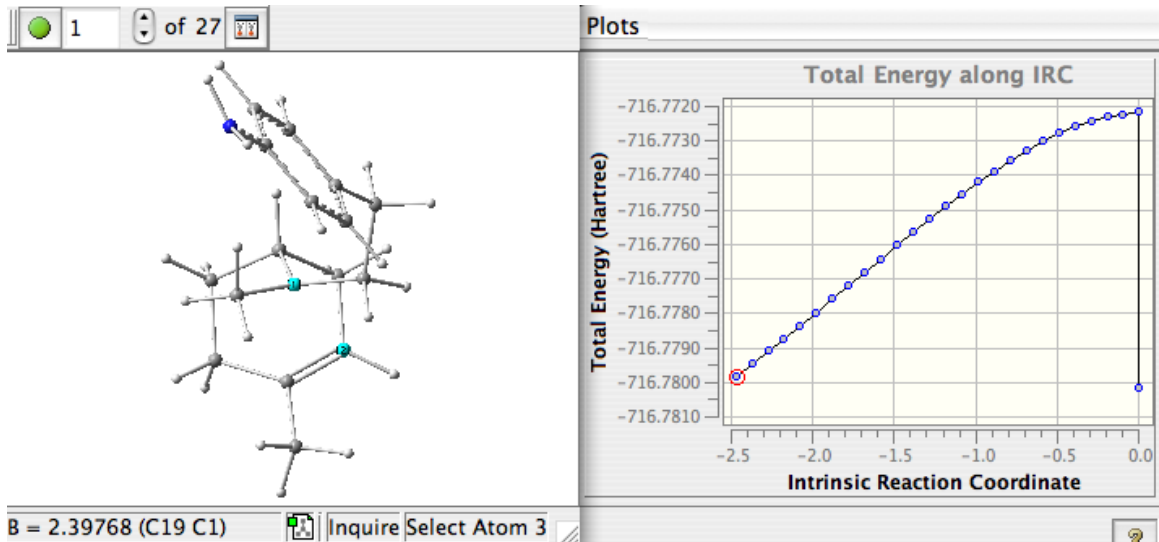 1 of 27
1
2
B = 2.39768 (C19 C1) Inquire Select Atom 3
Plots
Total Energy along IRC
Total Energy (Hartree)
-716.7720
-716.7730
-716.7740
-716.7750
-716.7760
-716.7770
-716.7780
-716.7790
-716.7800
-716.7810
-2.5 -2.0 -1.5 -1.0 -0.5 0.0
Intrinsic Reaction Coordinate
?